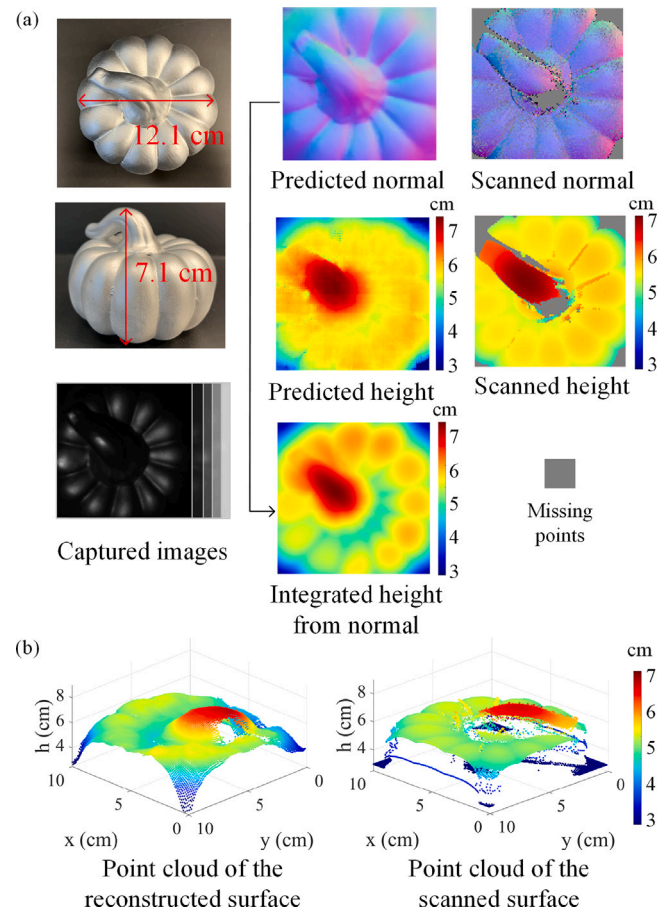 (a)
12.1 cm
Predicted normal
Scanned normal
7.1 cm
cm
7
6
5
4
3
Predicted height
cm
7
6
5
4
3
Scanned height
Captured images
cm
7
6
5
4
3
Integrated height
from normal
Missing
points
(b)
h (cm)
8
6
4
10
5
0
x (cm)
10
5
0
y (cm)
Point cloud of the
reconstructed surface
h (cm)
8
6
4
10
5
0
x (cm)
10
5
0
y (cm)
Point cloud of the
scanned surface
cm
7
6
5
4
3